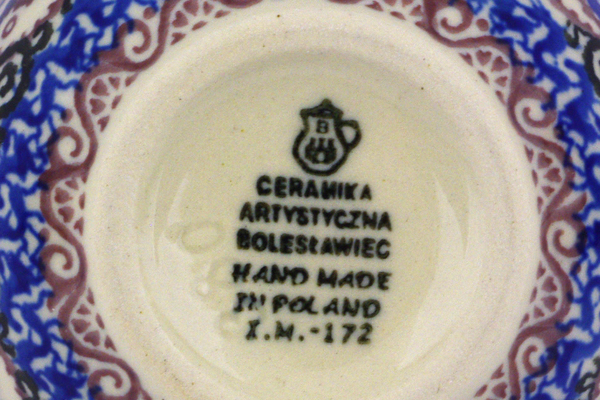 B
CERAMIKA
ARTYSTYCZNA
BOLESŁAWIEC
HAND MADE
IN POLAND
I.M.-172